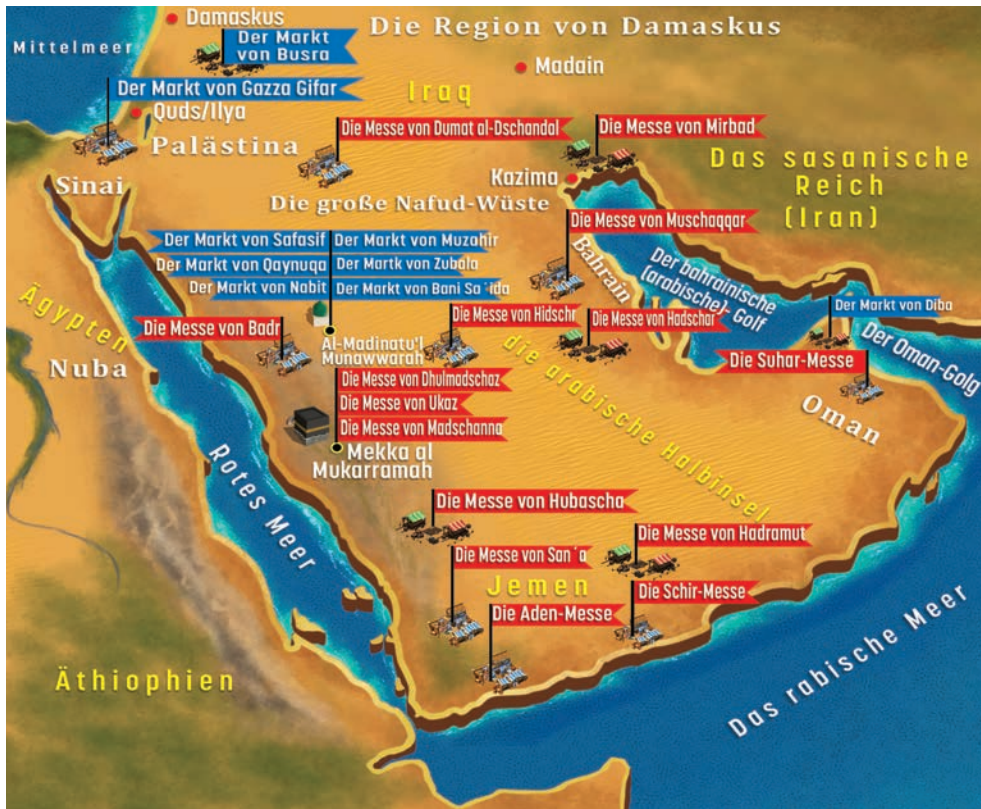 Damaskus
Die Region von Damaskus
Mittelmeer
Der Markt
von Busra
Madain
Der Markt von Gazza Gifar
Iraq
Quds/Ilya
Palästina
Die Messe von Dumat al-Dschandal
Die Messe von Mirbad
Das sasanische
Reich
(Iran)
Kazima
Sinai
Die große Nafud-Wüste
Die Messe von Muschaqqar
Der Markt von Safasif
Der Markt von Muzahir
Der Markt von Qaynuqa
Der Martk von Zubala
Der Markt von Nabit
Der Markt von Bani Sa´ida
Bahrain
Der bahrainische
(arabische)- Golf
Der Markt von Diba
Ägypten
Die Messe von Badr
Al-Madinatu'l
Munawwarah
Die Messe von Hidschr
Die Messe von Hadschar
Der Oman-Golg
Nuba
Die Suhar-Messe
Die Messe von Dhulmadschaz
Die Messe von Ukaz
Die Messe von Madschanna
Mekka al
Mukarramah
die arabische Halbinsel
Oman
Rotes Meer
Die Messe von Hubascha
Die Messe von Hadramut
Die Messe von San´a
Jemen
Die Schir-Messe
Die Aden-Messe
Äthiophien
Das rabische Meer